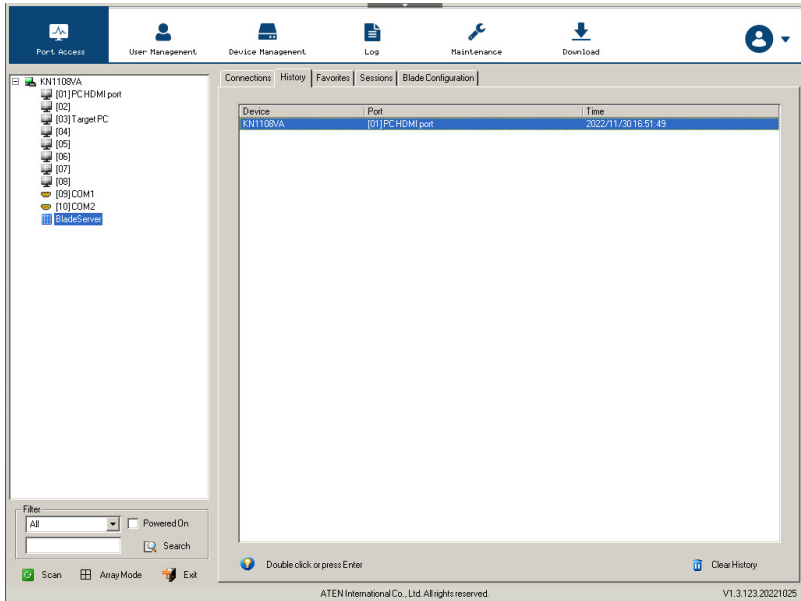 Port Access
User Management
Device Management
Log
Maintenance
Download
KN1108VA
[01]PC HDMI port
[02]
[03] Target PC
[04]
[05]
[06]
[07]
[08]
[09]COM1
[10]COM2
BladeServer
Filter
All
Powered On
Search
Scan
Array Mode
Exit
Connections History Favorites Sessions Blade Configuration
Device Port Time
KN1108VA [01]PC HDMI port 2022/11/30 16:51:49
Double click or press Enter
Clear History
ATEN International Co., Ltd. All rights reserved.
V1.3.123.20221025